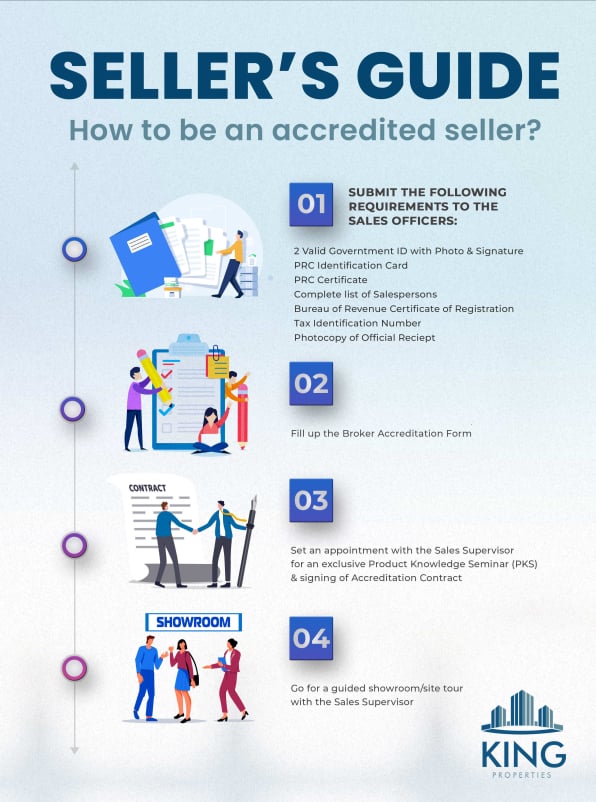 SELLER'S GUIDE
How to be an accredited seller?
01
SUBMIT THE FOLLOWING
REQUIREMENTS TO THE
SALES OFFICERS:
2 Valid Governtment ID with Photo & Signature
PRC Identification Card
PRC Certificate
Complete list of Salespersons
Bureau of Revenue Certificate of Registration
Tax Identification Number
Photocopy of Official Reciept
02
Fill up the Broker Accreditation Form
CONTRACT
03
Set an appointment with the Sales Supervisor
for an exclusive Product Knowledge Seminar (PKS)
& signing of Accreditation Contract
SHOWROOM
04
Go for a guided showroom/site tour
with the Sales Supervisor
KING
PROPERTIES